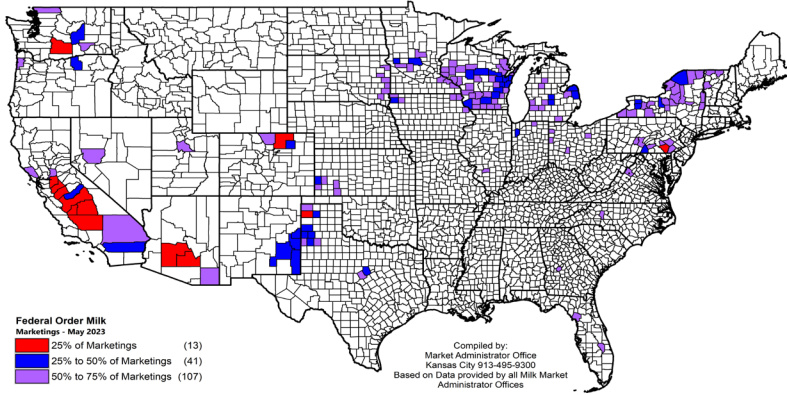 Federal Order Milk
Marketings - May 2023
25% of Marketings (13)
25% to 50% of Marketings (41)
50% to 75% of Marketings (107)
Compiled by:
Market Administrator Office
Kansas City 913-495-9300
Based on Data provided by all Milk Market
Administrator Offices